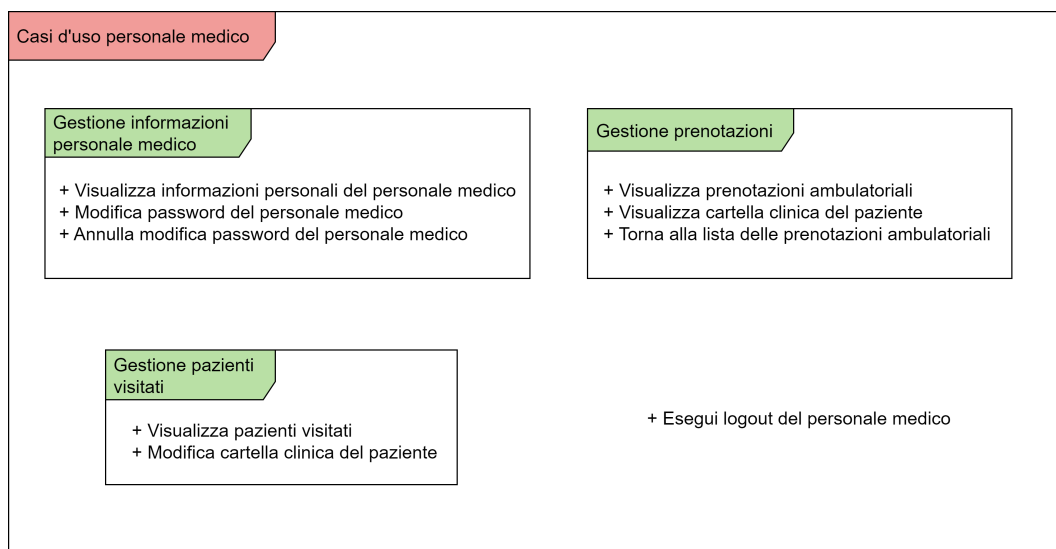 Casi d'uso personale medico
Gestione informazioni
personale medico
+ Visualizza informazioni personali del personale medico
+ Modifica password del personale medico
+ Annulla modifica password del personale medico
Gestione prenotazioni
+ Visualizza prenotazioni ambulatoriali
+ Visualizza cartella clinica del paziente
+ Torna alla lista delle prenotazioni ambulatoriali
Gestione pazienti
visitati
+ Visualizza pazienti visitati
+ Modifica cartella clinica del paziente
+ Esegui logout del personale medico